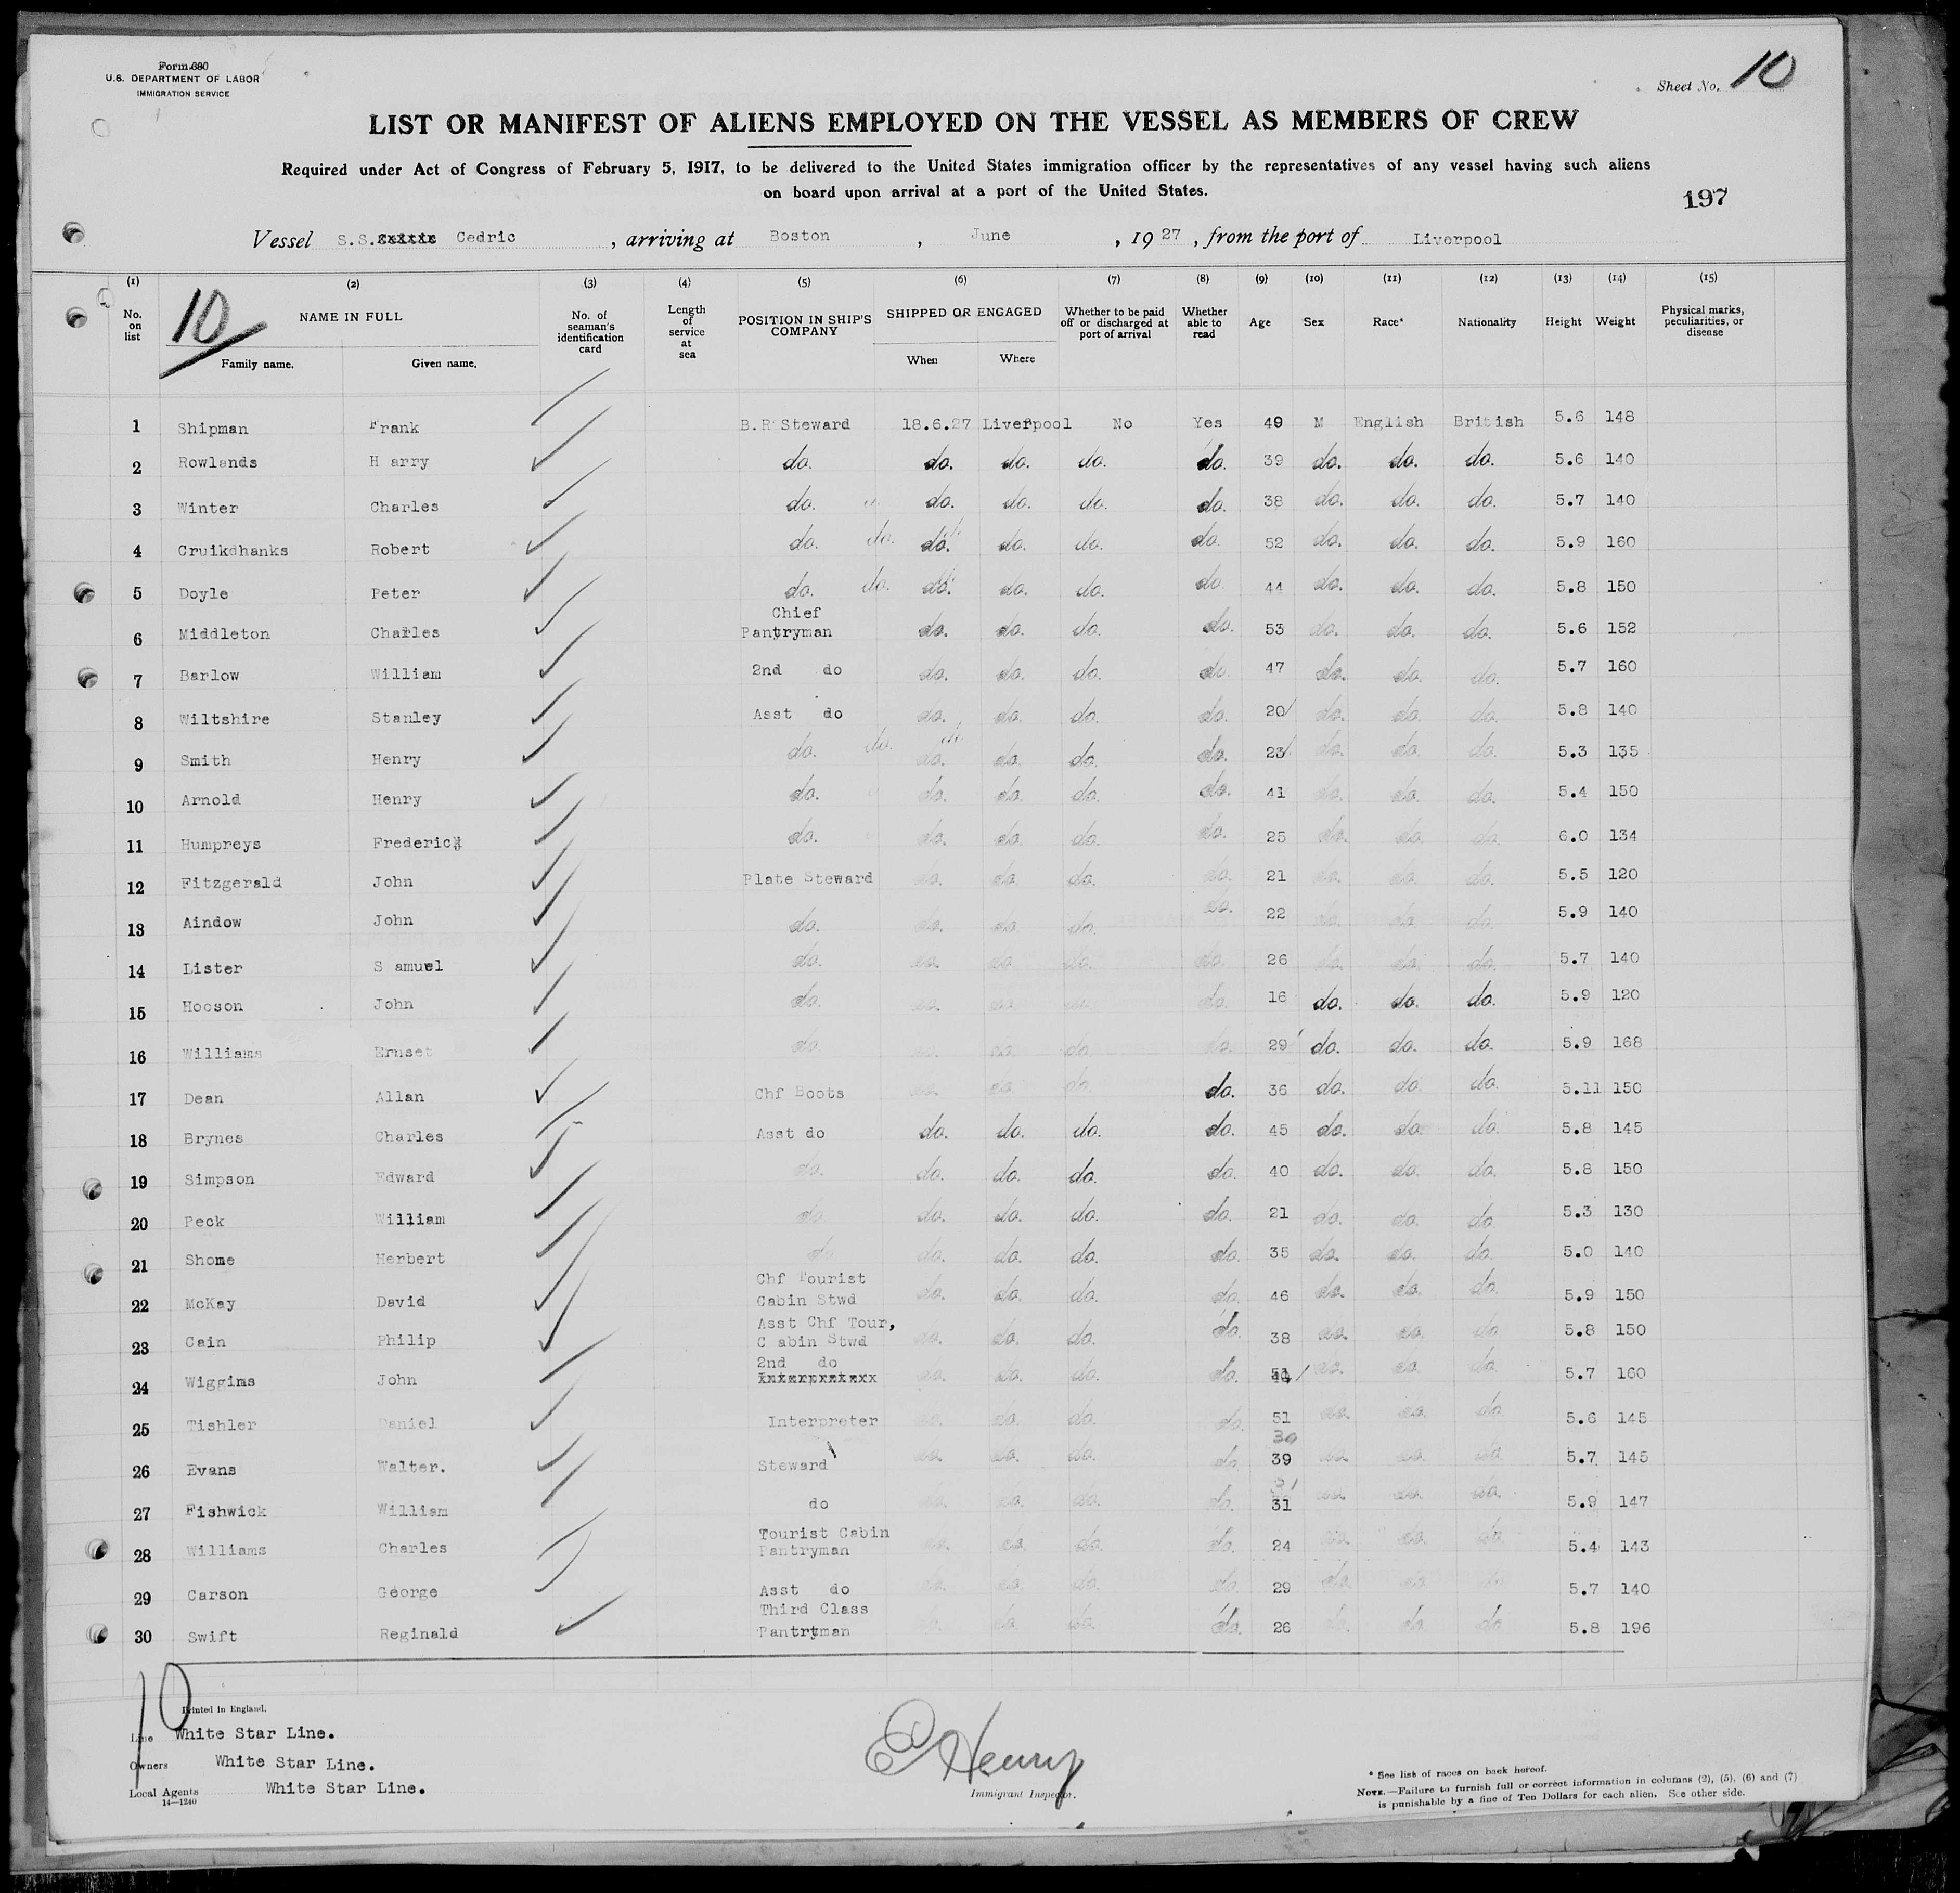 Form 680
U.S. DEPARTMENT OF LABOR
IMMIGRATION SERVICE
Sheet No. 10
LIST OR MANIFEST OF ALIENS EMPLOYED ON THE VESSEL AS MEMBERS OF CREW
Required under Act of Congress of February 5, 1917, to be delivered to the United States immigration officer by the representatives of any vessel having such aliens
on board upon arrival at a port of the United States.
197
Vessel S.S. Cedric, arriving at Boston, June, 1927, from the port of Liverpool
(1) (2) (3) (4) (5) (6) (7) (8) (9) (10) (11) (12) (13) (14) (15)
10
No. on list NAME IN FULL Family name. Given name. No. of seaman's identification card Length of service at sea POSITION IN SHIP'S COMPANY SHIPPED OR ENGAGED When Where Whether to be paid off or discharged at port of arrival Whether able to read Age Sex Race* Nationality Height Weight Physical marks, peculiarities, or disease
1 Shipman Frank B.R Steward 18.6.27 Liverpool No Yes 49 M English British 5.6 148
2 Rowlands H arry do. do. do. do. do. 39 do. do. do. 5.6 140
3 Winter Charles do. do. do. do. do. 38 do. do. do. 5.7 140
4 Cruikdhanks Robert do. do. do. do. do. do. 52 do. do. do. 5.9 160
5 Doyle Peter do. do. do. do. do. do. 44 do. do. do. 5.8 150
6 Middleton Charles Chief Pantryman do. do. do. do. 53 do. do. do. 5.6 152
7 Barlow William 2nd do do. do. do. do. 47 do. do. do. 5.7 160
8 Wiltshire Stanley Asst do do. do. do. do. 20 do. do. do. 5.8 140
9 Smith Henry do. do. do. do. do. do. 23 do. do. do. 5.3 135
10 Arnold Henry do. do. do. do. do. 41 do. do. do. 5.4 150
11 Humpreys Frederick do. do. do. do. do. 25 do. do. do. 6.0 134
12 Fitzgerald John Plate Steward do. do. do. do. 21 do. do. do. 5.5 120
13 Aindow John do. do. do. do. do. 22 do. do. do. 5.9 140
14 Lister S amuel do. do. do. do. do. 26 do. do. do. 5.7 140
15 Hooson John do. do. do. do. do. 16 do. do. do. 5.9 120
16 Williams Ernset do. do. do. do. do. 29 do. do. do. 5.9 168
17 Dean Allan Chf Boots do. do. do. do. 36 do. do. do. 5.11 150
18 Brynes Charles Asst do do. do. do. do. 45 do. do. do. 5.8 145
19 Simpson Edward do. do. do. do. do. 40 do. do. do. 5.8 150
20 Peck William do. do. do. do. do. 21 do. do. do. 5.3 130
21 Shome Herbert do. do. do. do. do. 35 do. do. do. 5.0 140
22 McKay David Chf Tourist Cabin Stwd do. do. do. do. 46 do. do. do. 5.9 150
23 Cain Philip Asst Chf Tour, C abin Stwd do. do. do. do. 38 do. do. do. 5.8 150
24 Wiggins John 2nd do do. do. do. do. do. do. do. 5.7 160
25 Tishler Daniel Interpreter do. do. do. do. 51 do. do. do. 5.6 145
26 Evans Walter. Steward do. do. do. do. 39 39 do. do. do. 5.7 145
27 Fishwick William do do. do. do. do. 31 31 do. do. do. 5.9 147
28 Williams Charles Tourist Cabin Pantryman do. do. do. do. 24 do. do. do. 5.4 143
29 Carson George Asst do do. do. do. do. 29 do. do. do. 5.7 140
30 Swift Reginald Third Class Pantrtman do. do. do. do. 26 do. do. do. 5.8 196
10
Printed in England.
Line White Star Line.
Owners White Star Line.
Local Agents White Star Line.
14—1240
Henry
Immigrant Inspector.
* See list of races on back hereof.
NOTE.—Failure to furnish full or correct information in columns (2), (5), (6) and (7)
is punishable by a fine of Ten Dollars for each alien. See other side.